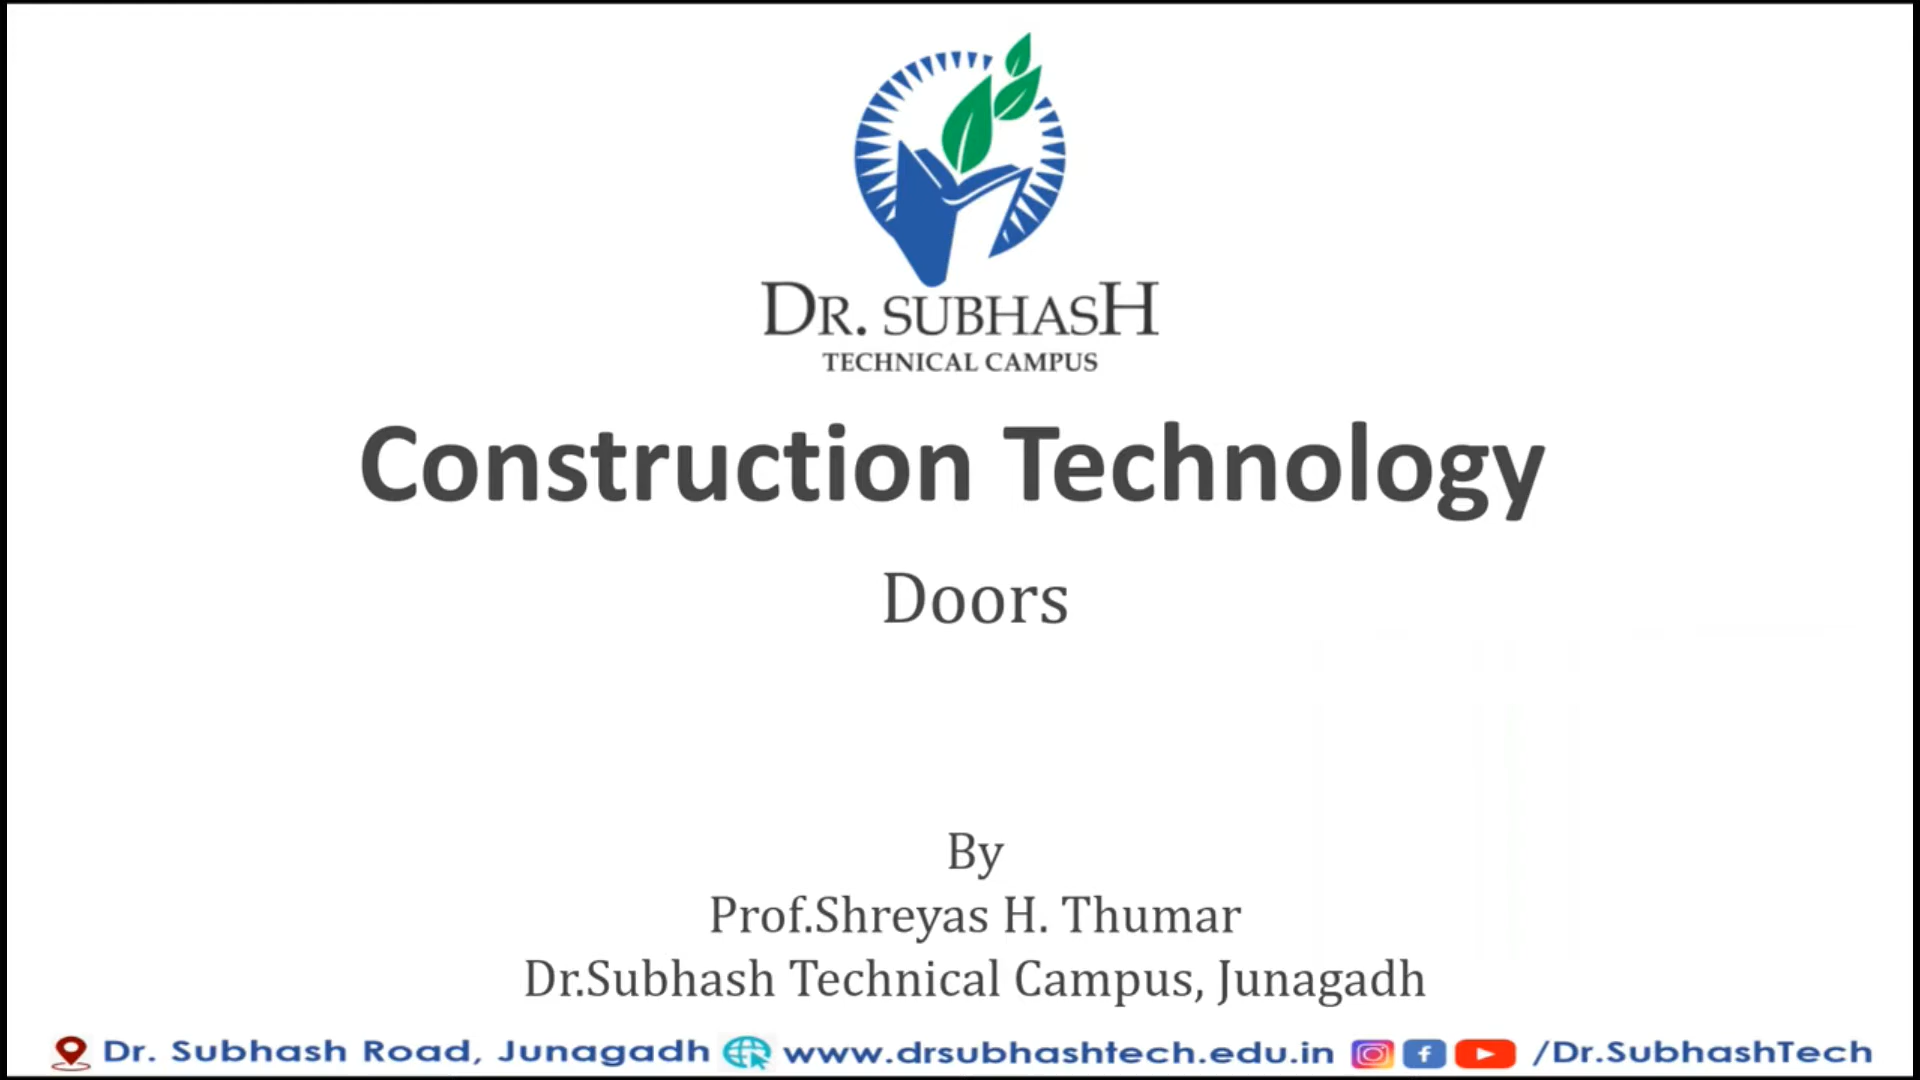 DR. SUBHASH
TECHNICAL CAMPUS
Construction Technology
Doors
By
Prof.Shreyas H. Thumar
Dr.Subhash Technical Campus, Junagadh
Dr. Subhash Road, Junagadh www.drsubhashtech.edu.in /Dr.SubhashTech